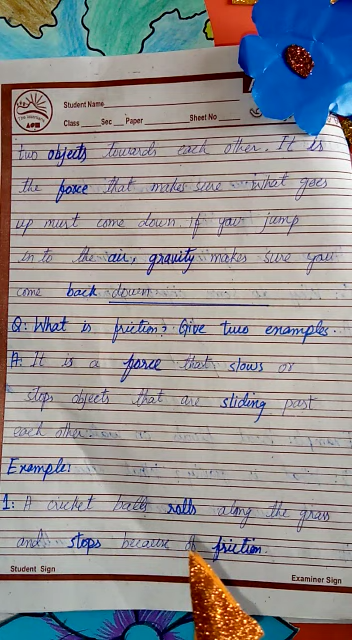 Student Name
Class Sec Paper Sheet No
two objects towards each other. It is
the force that makes sure what goes
up must come down. if you jump
in to the air, gravity makes sure you
come back down.
Q: What is friction? Give two examples.
A: It is a force that slows or
stops objects that are sliding past
each other
Example:
1: A cricket balls rolls along the grass
and stops because of friction.
Student Sign Examiner Sign